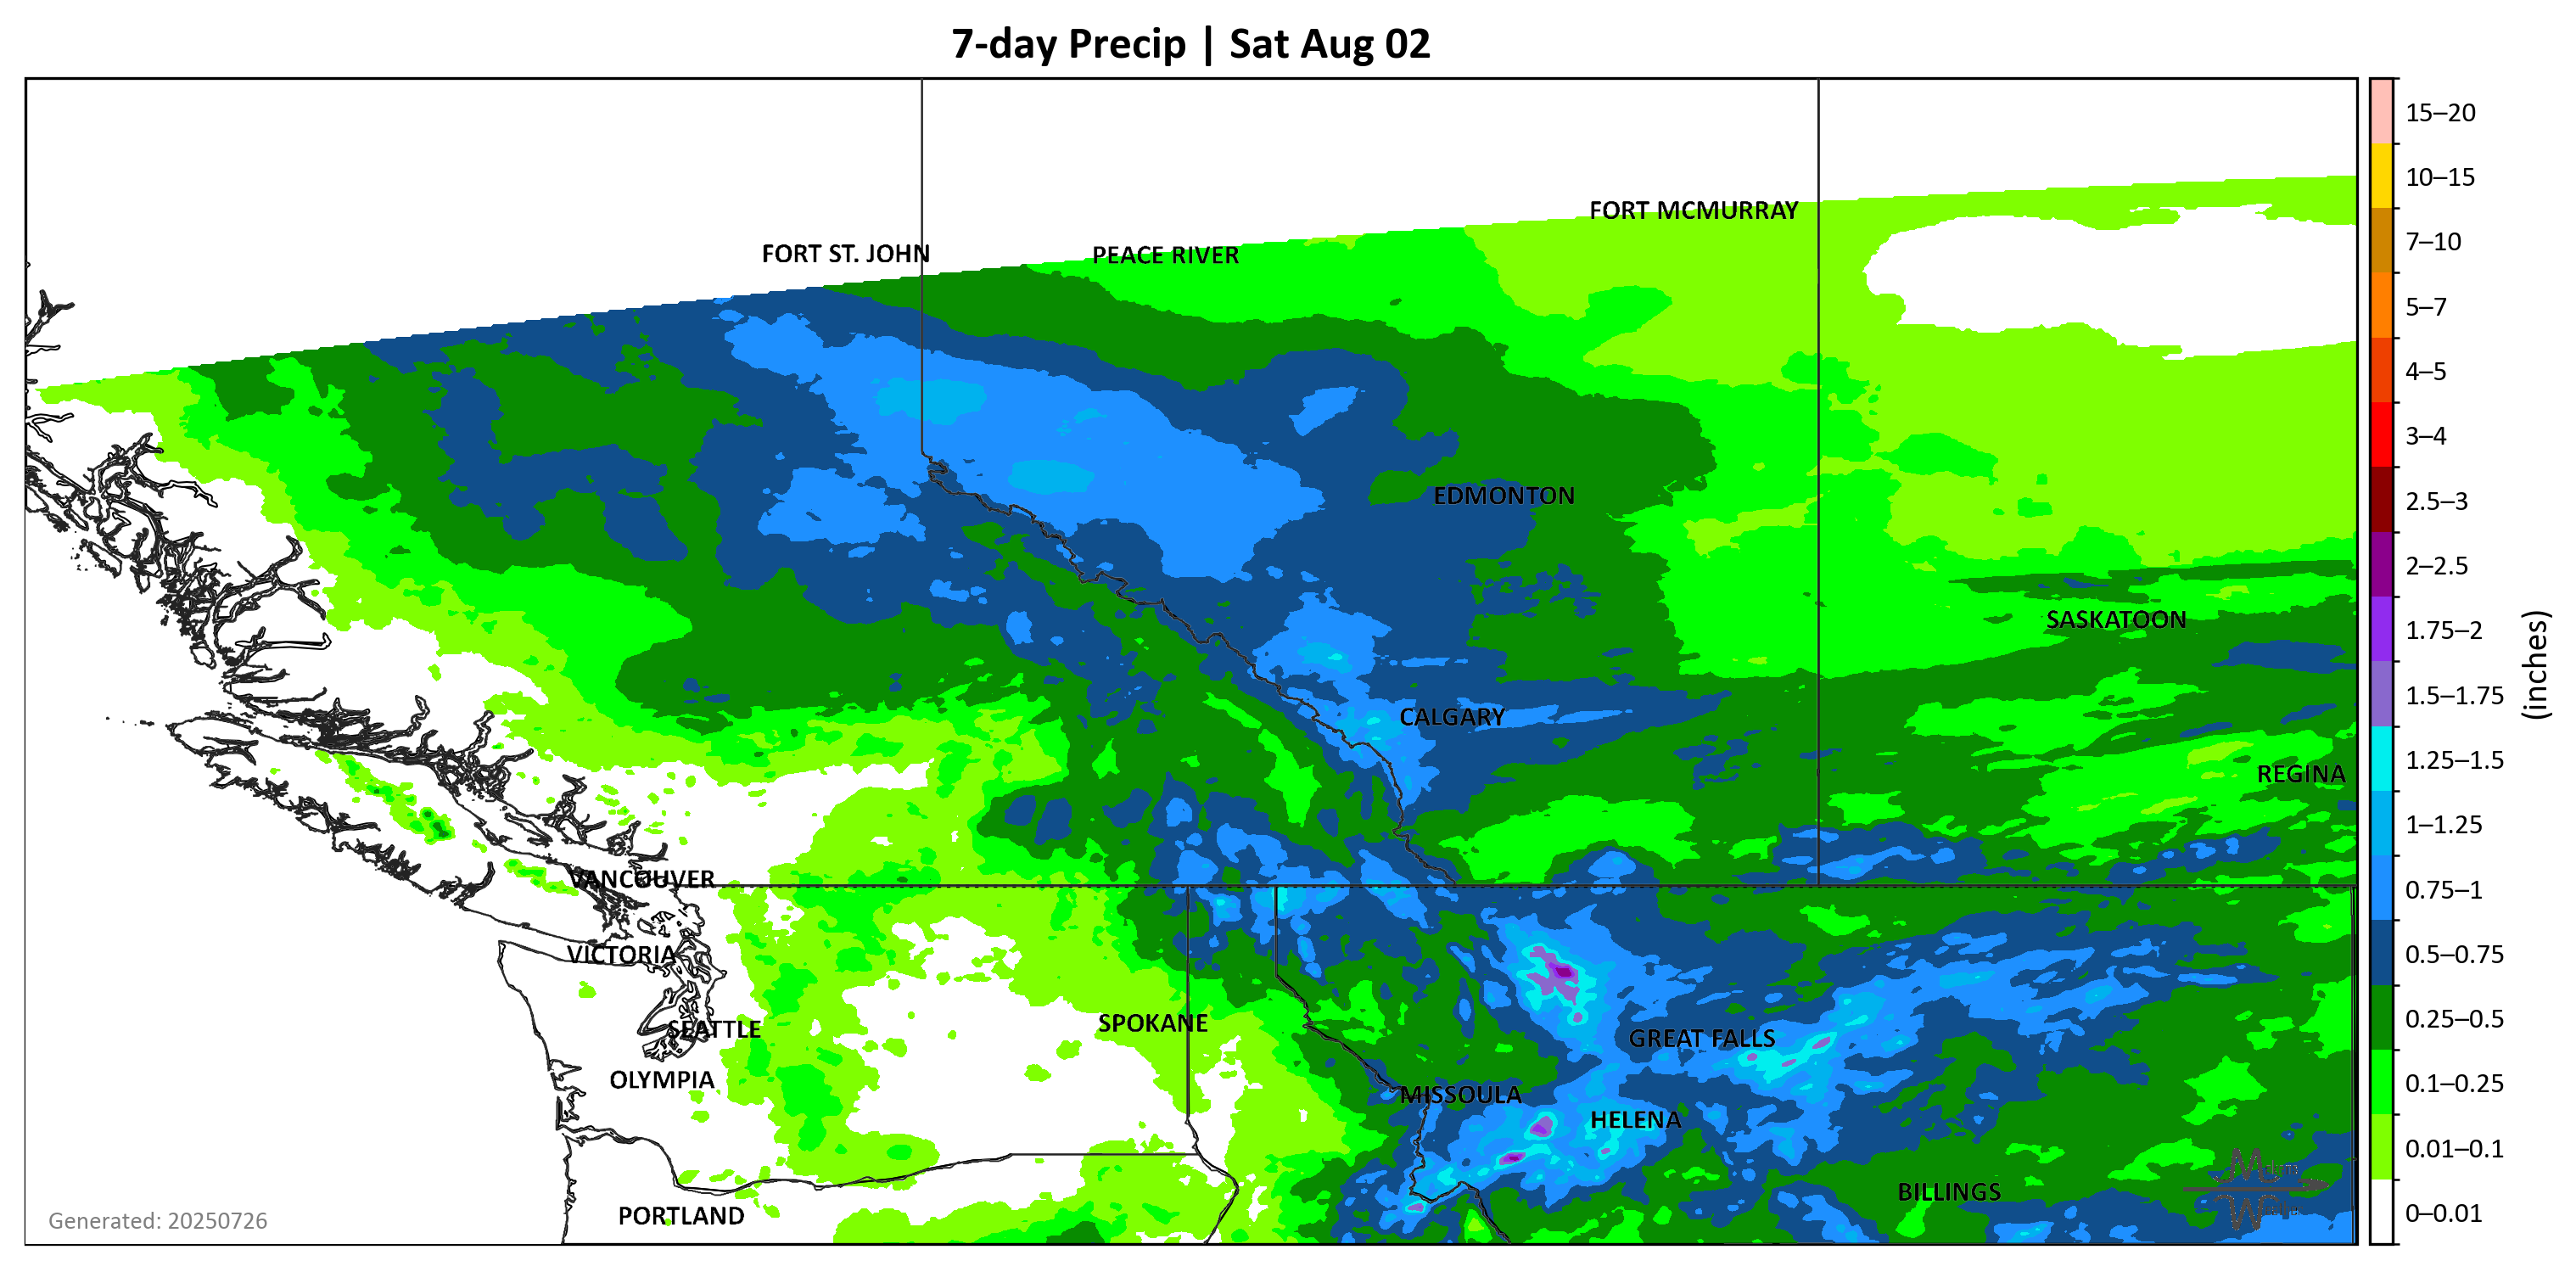 7-day Precip | Sat Aug 02
FORT MCMURRAY
FORT ST. JOHN
PEACE RIVER
EDMONTON
SASKATOON
CALGARY
REGINA
VANCOUVER
VICTORIA
SPOKANE
SEATTLE
GREAT FALLS
OLYMPIA
MISSOULA
HELENA
BILLINGS
PORTLAND
Generated: 20250726
15–20
10–15
7–10
5–7
4–5
3–4
2.5–3
2–2.5
1.75–2
1.5–1.75
1.25–1.5
1–1.25
0.75–1
0.5–0.75
0.25–0.5
0.1–0.25
0.01–0.1
0–0.01
(inches)